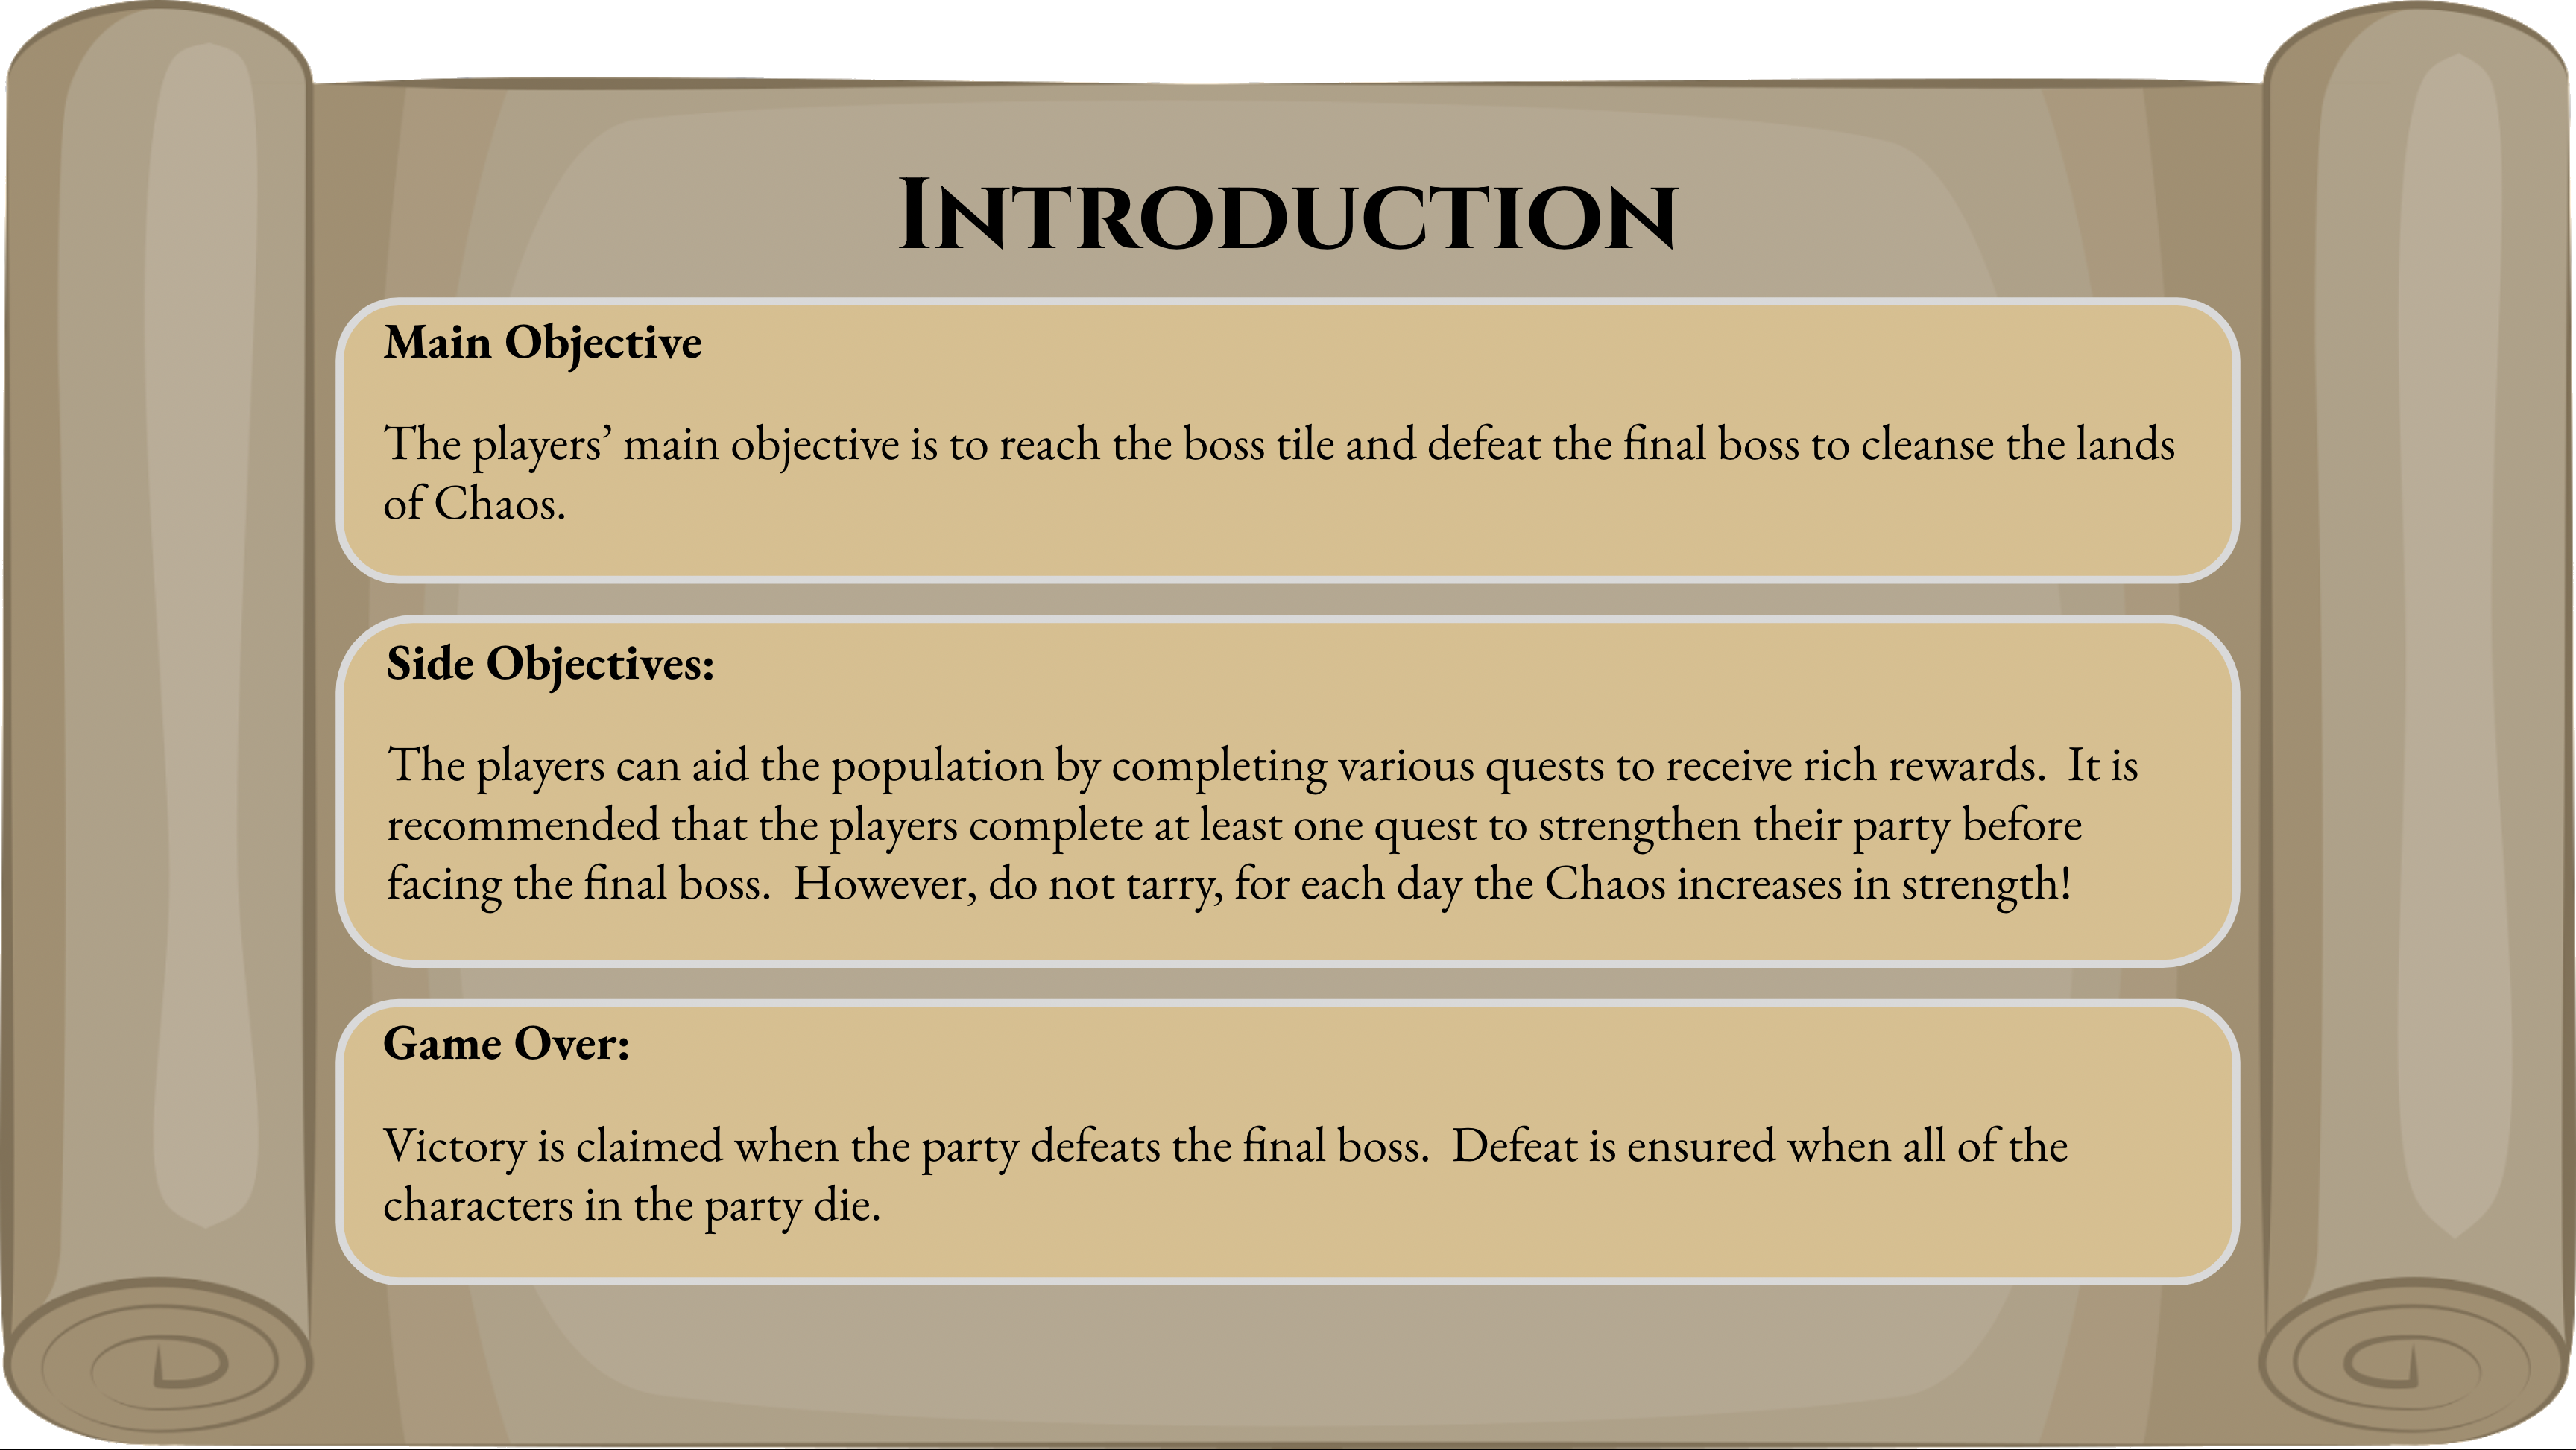 Introduction
Main Objective
The players’ main objective is to reach the boss tile and defeat the final boss to cleanse the lands
of Chaos.
Side Objectives:
The players can aid the population by completing various quests to receive rich rewards.  It is
recommended that the players complete at least one quest to strengthen their party before
facing the final boss.  However, do not tarry, for each day the Chaos increases in strength!
Game Over:
Victory is claimed when the party defeats the final boss.  Defeat is ensured when all of the
characters in the party die.